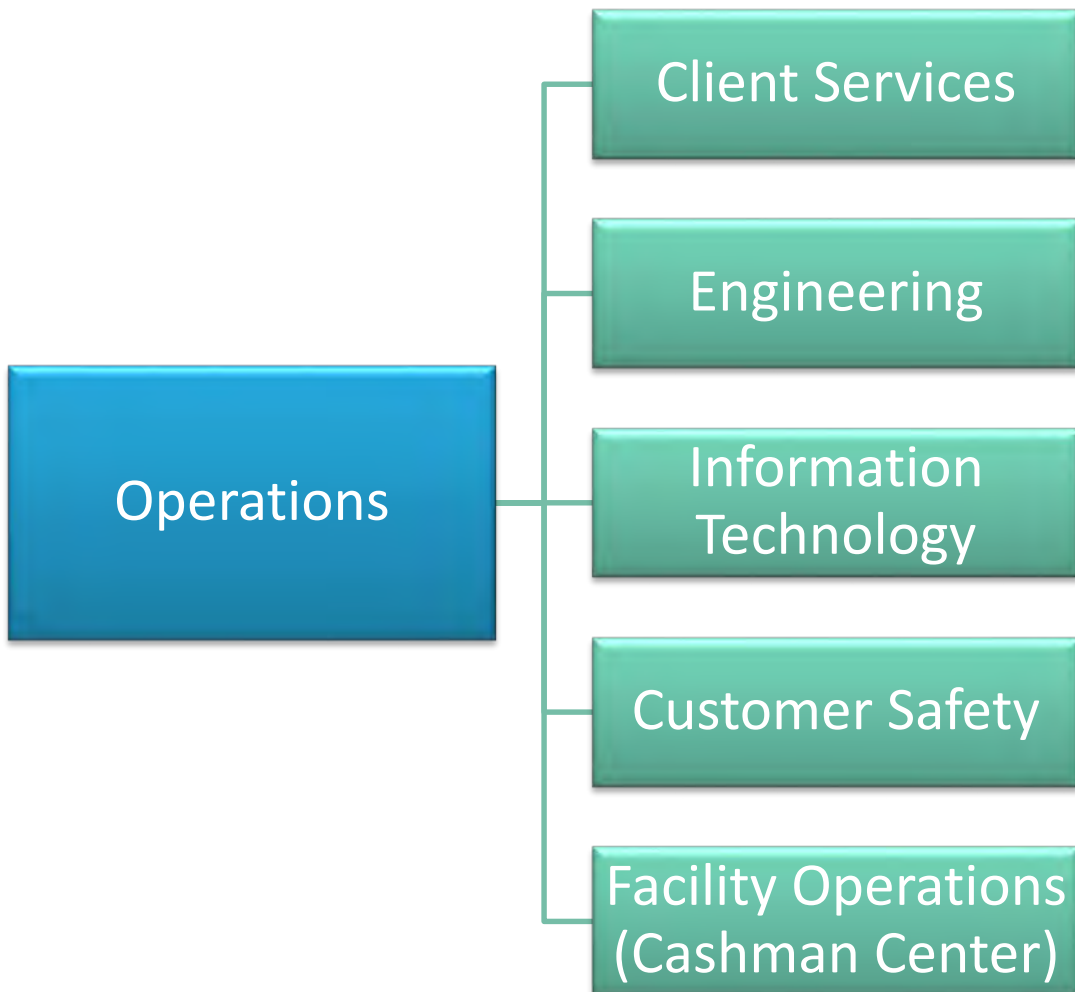 Client Services
Engineering
Operations
Information
Technology
Customer Safety
Facility Operations
(Cashman Center)